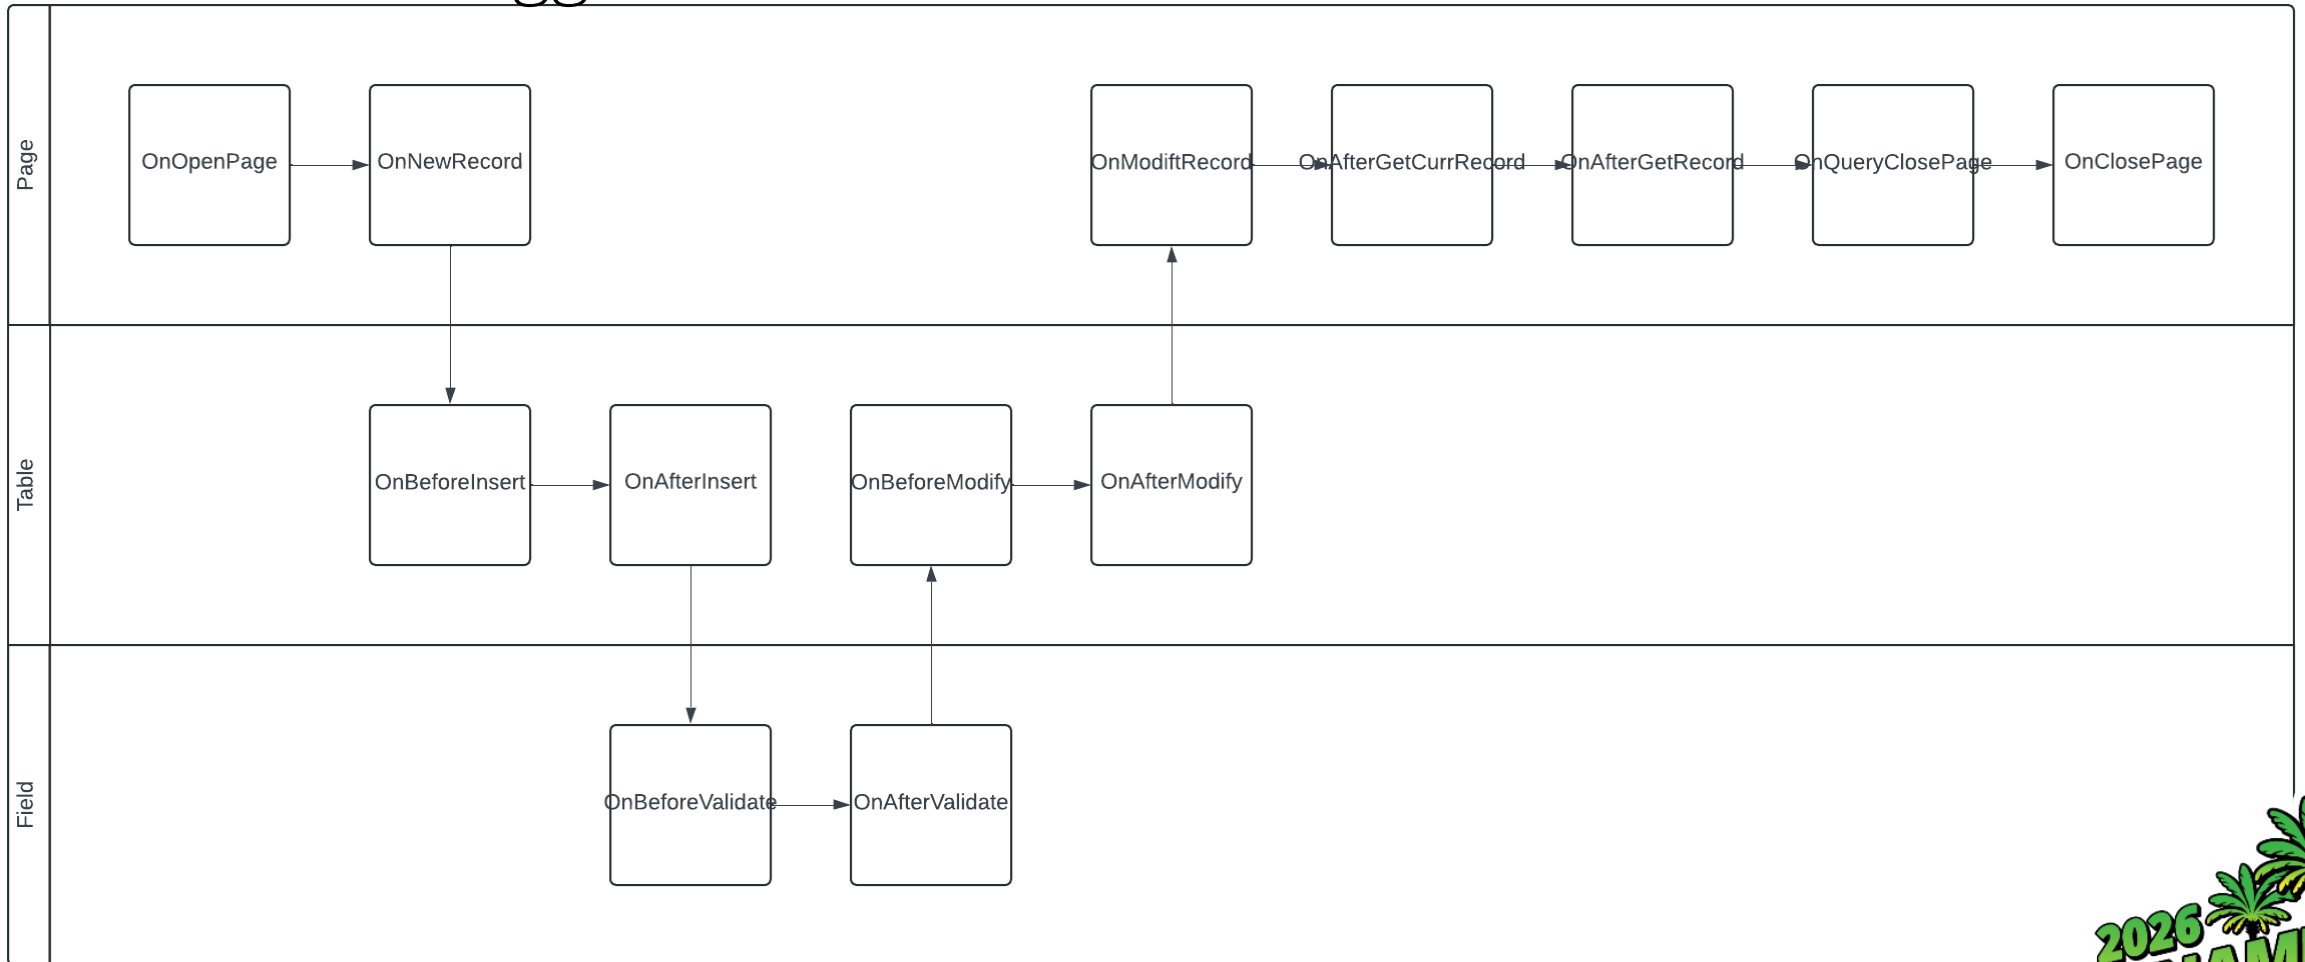 Page
OnOpenPage
OnNewRecord
OnModiftRecord
OnAfterGetCurrRecord
OnAfterGetRecord
OnQueryClosePage
OnClosePage
Table
OnBeforeInsert
OnAfterInsert
OnBeforeModify
OnAfterModify
Field
OnBeforeValidate
OnAfterValidate
2026